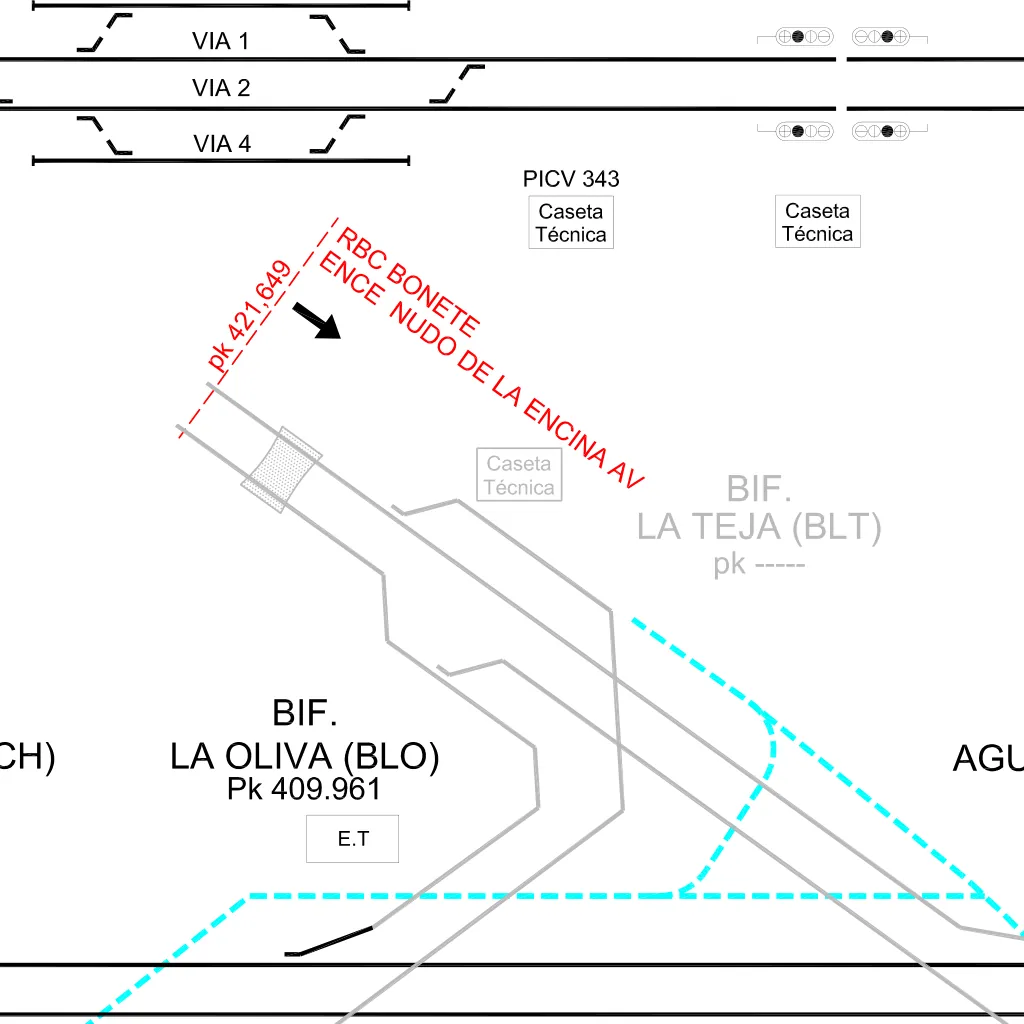 VIA 1
VIA 2
VIA 4
PICV 343
Caseta
Técnica
Caseta
Técnica
pk 421,649
RBC BONETE
ENCE NUDO DE LA ENCINA AV
Caseta
Técnica
BIF.
LA TEJA (BLT)
pk -----
BIF.
LA OLIVA (BLO)
Pk 409.961
E.T
CH)
AGU